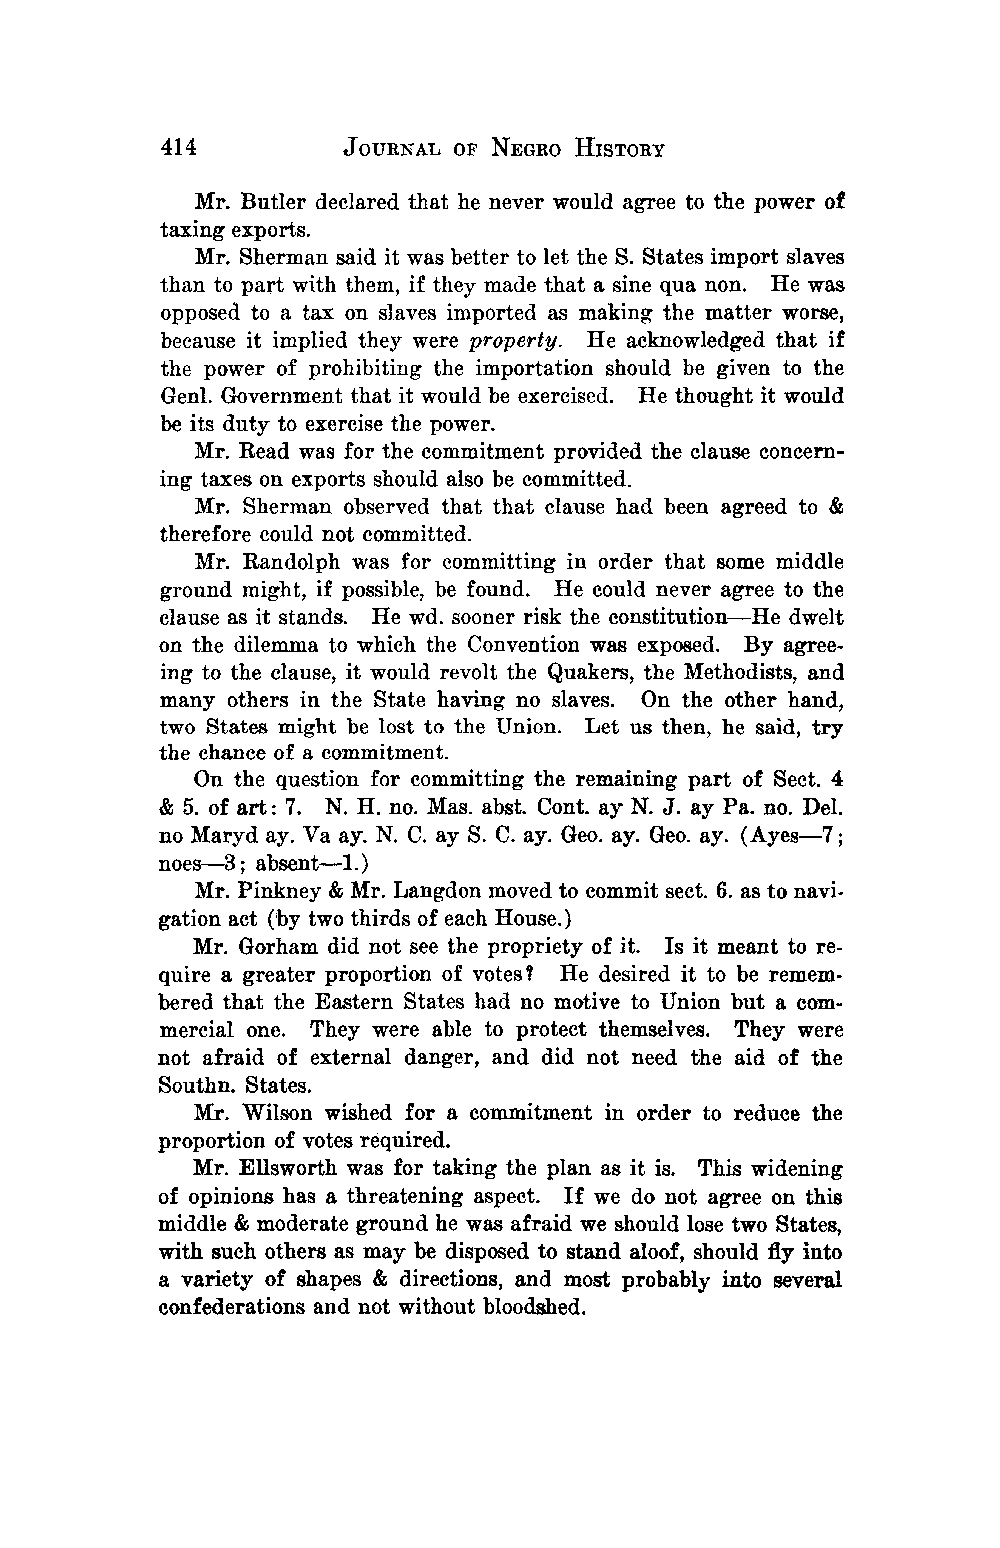 414 JOURNAL OF NEGRO HISTORY
Mr. Butler declared that he never would agree to the power of
taxing exports.
Mr. Sherman said it was better to let the S. States import slaves
than to part with them, if they made that a sine qua non. He was
opposed to a tax on slaves imported as making the matter worse,
because it implied they were property. He acknowledged that if
the power of prohibiting the importation should be given to the
Genl. Government that it would be exercised. He thought it would
be its duty to exercise the power.
Mr. Read was for the commitment provided the clause concern-
ing taxes on exports should also be committed.
Mr. Sherman observed that that clause had been agreed to &
therefore could not committed.
Mr. Randolph was for committing in order that some middle
ground might, if possible, be found. He could never agree to the
clause as it stands. He wd. sooner risk the constitution—He dwelt
on the dilemma to which the Convention was exposed. By agree-
ing to the clause, it would revolt the Quakers, the Methodists, and
many others in the State having no slaves. On the other hand,
two States might be lost to the Union. Let us then, he said, try
the chance of a commitment.
On the question for committing the remaining part of Sect. 4
& 5. of art: 7. N. H. no. Mas. abst. Cont. ay N. J. ay Pa. no. Del.
no Maryd ay. Va ay. N. C. ay S. C. ay. Geo. ay. Geo. ay. (Ayes—7;
noes—3; absent—1.)
Mr. Pinkney & Mr. Langdon moved to commit sect. 6. as to navi-
gation act (by two thirds of each House.)
Mr. Gorham did not see the propriety of it. Is it meant to re-
quire a greater proportion of votes? He desired it to be remem-
bered that the Eastern States had no motive to Union but a com-
mercial one. They were able to protect themselves. They were
not afraid of external danger, and did not need the aid of the
Southn. States.
Mr. Wilson wished for a commitment in order to reduce the
proportion of votes required.
Mr. Ellsworth was for taking the plan as it is. This widening
of opinions has a threatening aspect. If we do not agree on this
middle & moderate ground he was afraid we should lose two States,
with such others as may be disposed to stand aloof, should fly into
a variety of shapes & directions, and most probably into several
confederations and not without bloodshed.